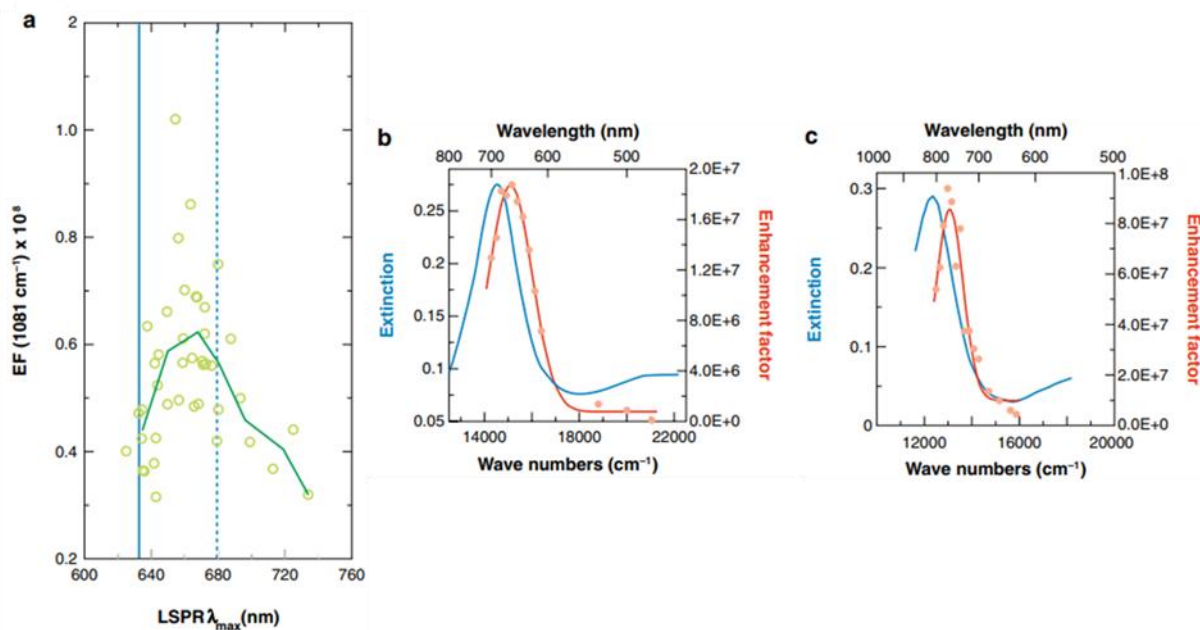 a
2
1.0
0.8
0.6
0.4
0.2
EF (1081 cm⁻¹) x 10⁸
600 640 680 720 760
LSPR λmax(nm)
b
Wavelength (nm)
800 700 600 500
0.25
0.2
0.15
0.1
0.05
Extinction
2.0E+7
1.6E+7
1.2E+7
8.0E+6
4.0E+6
0.0E+0
Enhancement factor
14000 18000 22000
Wave numbers (cm⁻¹)
c
Wavelength (nm)
1000 800 700 600 500
0.3
0.2
0.1
0
Extinction
1.0E+8
8.0E+7
6.0E+7
4.0E+7
2.0E+7
0.0E+0
Enhancement factor
12000 16000 20000
Wave numbers (cm⁻¹)